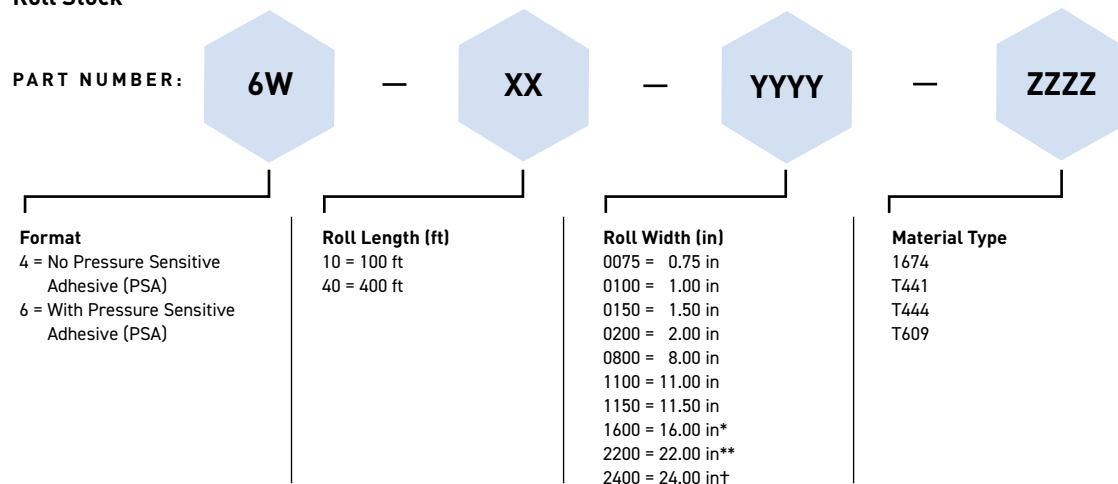 Roll Stock
PART NUMBER: 6W — XX — YYYY — ZZZZ
Format
4 = No Pressure Sensitive
Adhesive (PSA)
6 = With Pressure Sensitive
Adhesive (PSA)
Roll Length (ft)
10 = 100 ft
40 = 400 ft
Roll Width (in)
0075 = 0.75 in
0100 = 1.00 in
0150 = 1.50 in
0200 = 2.00 in
0800 = 8.00 in
1100 = 11.00 in
1150 = 11.50 in
1600 = 16.00 in*
2200 = 22.00 in**
2400 = 24.00 in†
Material Type
1674
T441
T444
T609